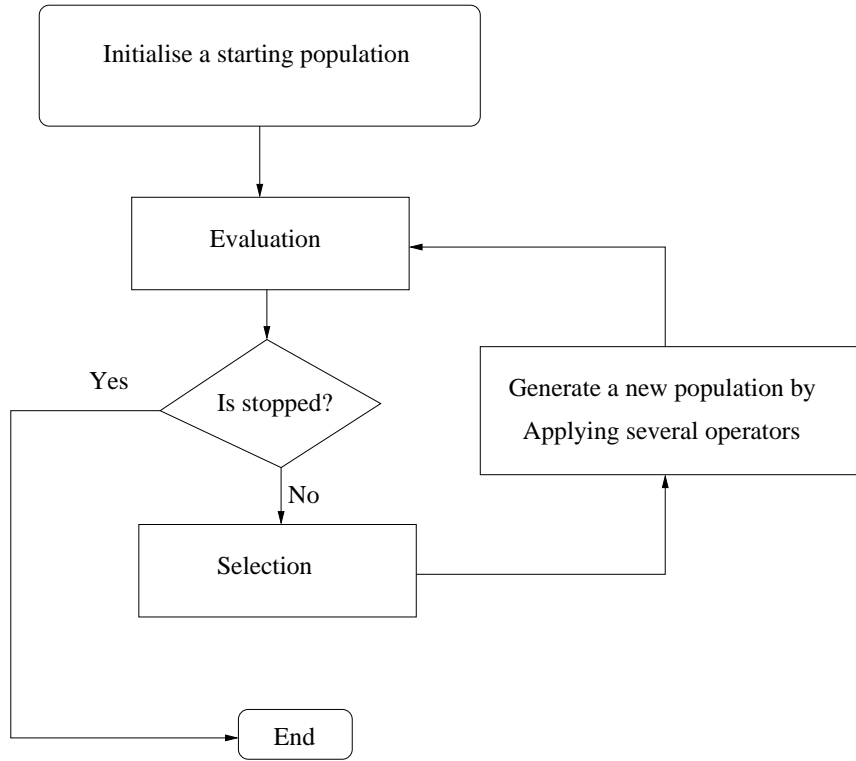 Initialise a starting population
Evaluation
Yes
Is stopped?
Generate a new population by
Applying several operators
No
Selection
End